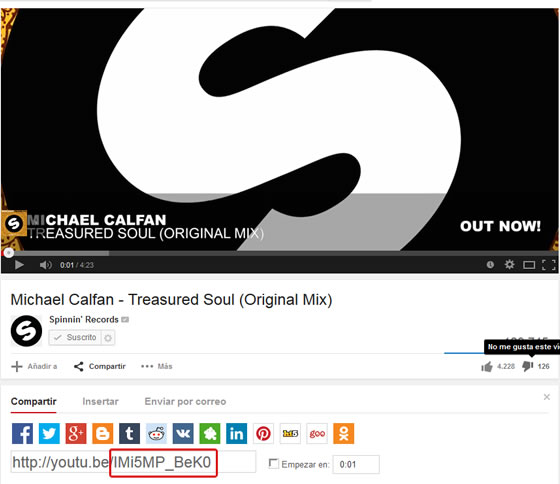 MICHAEL CALFAN
TREASURED SOUL (ORIGINAL MIX)
OUT NOW!
0:01 / 4:23
Michael Calfan - Treasured Soul (Original Mix)
Spinnin' Records
Suscrito
No me gusta este ví
Añadir a Compartir Más
4.228 126
Compartir Insertar Enviar por correo
http://youtu.be/IMi5MP_BeK0
Empezar en: 0:01